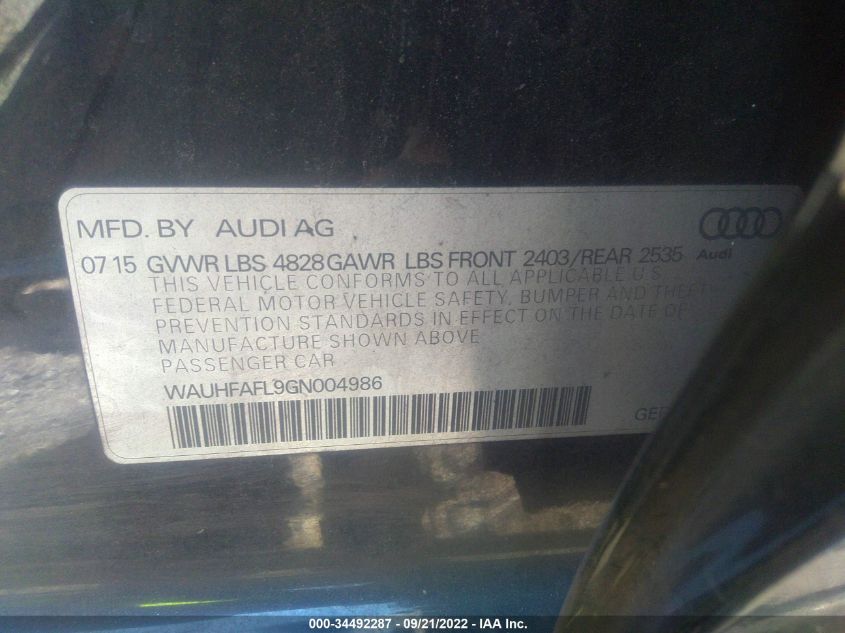 MFD. BY AUDI AG
07 15 GVWR LBS 4828 GAWR LBS FRONT 2403/REAR 2535
Audi
THIS VEHICLE CONFORMS TO ALL APPLICABLE U.S.
FEDERAL MOTOR VEHICLE SAFETY, BUMPER AND THEFT
PREVENTION STANDARDS IN EFFECT ON THE DATE OF
MANUFACTURE SHOWN ABOVE
PASSENGER CAR
WAUHFAFL9GN004986
000-34492287 - 09/21/2022 - IAA Inc.